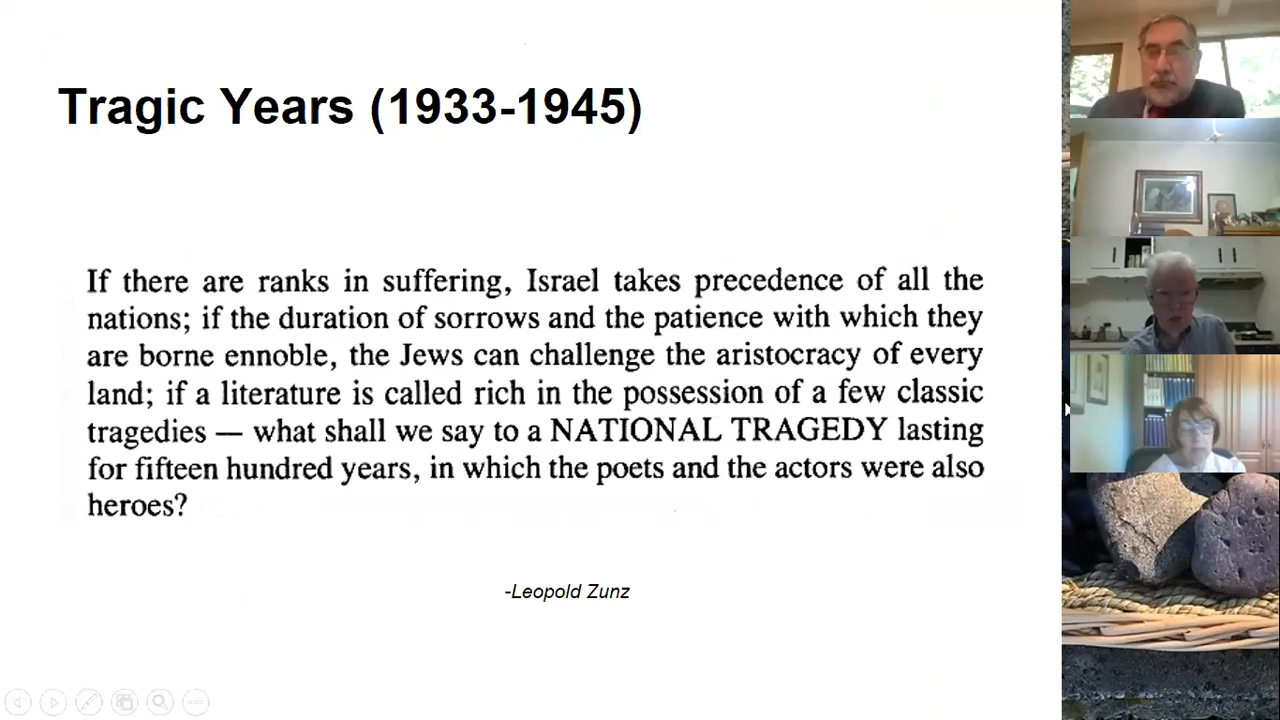 Tragic Years (1933-1945)
If there are ranks in suffering, Israel takes precedence of all the
nations; if the duration of sorrows and the patience with which they
are borne ennoble, the Jews can challenge the aristocracy of every
land; if a literature is called rich in the possession of a few classic
tragedies — what shall we say to a NATIONAL TRAGEDY lasting
for fifteen hundred years, in which the poets and the actors were also
heroes?
-Leopold Zunz